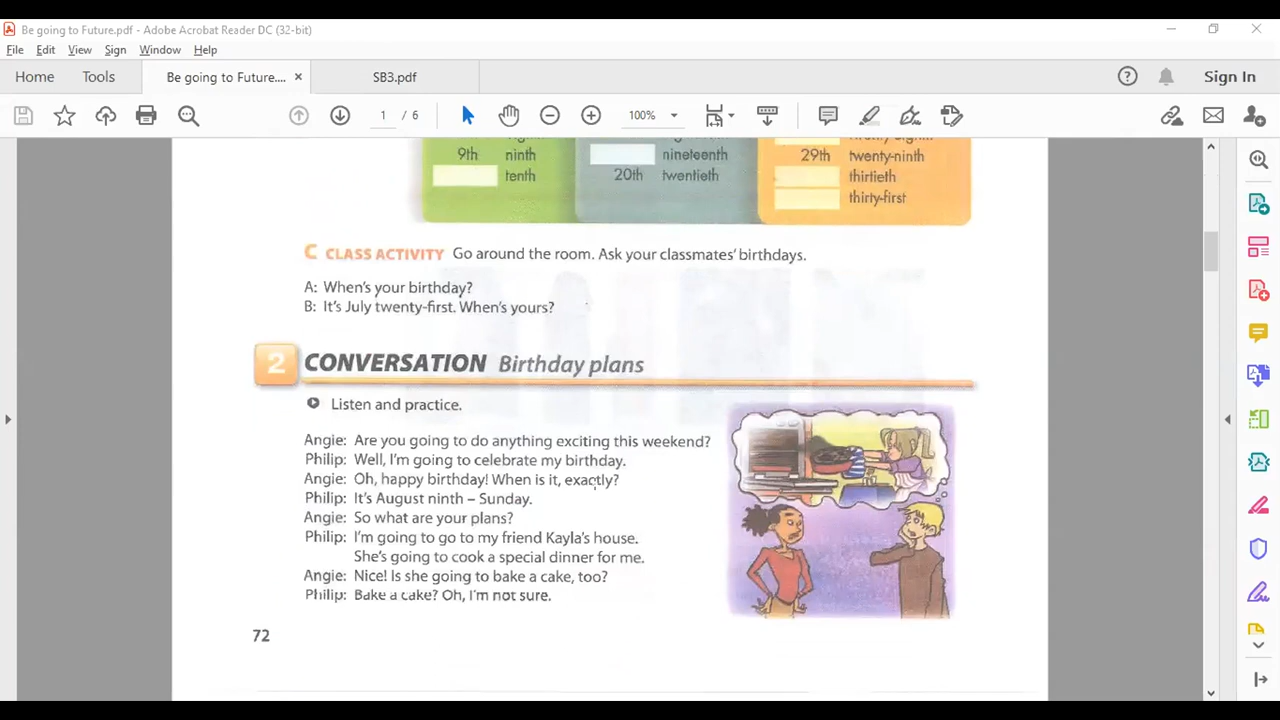 Be going to Future.pdf - Adobe Acrobat Reader DC (32-bit)
File Edit View Sign Window Help
Home Tools Be going to Future.... × SB3.pdf Sign In
1 / 6 100%
9th ninth nineteenth 29th twenty-ninth
tenth 20th twentieth thirtieth
thirty-first
C CLASS ACTIVITY Go around the room. Ask your classmates' birthdays.
A: When's your birthday?
B: It's July twenty-first. When's yours?
2 CONVERSATION Birthday plans
Listen and practice.
Angie: Are you going to do anything exciting this weekend?
Philip: Well, I'm going to celebrate my birthday.
Angie: Oh, happy birthday! When is it, exactly?
Philip: It's August ninth – Sunday.
Angie: So what are your plans?
Philip: I'm going to go to my friend Kayla's house.
She's going to cook a special dinner for me.
Angie: Nice! Is she going to bake a cake, too?
Philip: Bake a cake? Oh, I'm not sure.
72